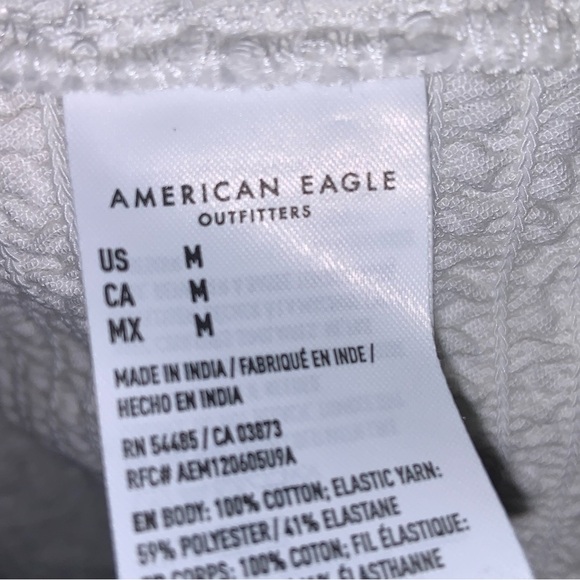 AMERICAN EAGLE
OUTFITTERS
US M
CA M
MX M
MADE IN INDIA / FABRIQUÉ EN INDE /
HECHO EN INDIA
RN 54485 / CA 03873
RFC# AEM120605U9A
EN BODY: 100% COTTON; ELASTIC YARN:
59% POLYESTER/ 41% ELASTANE
CORPS: 100% COTON; FIL ÉLASTIQUE:
ÉLASTHANNE